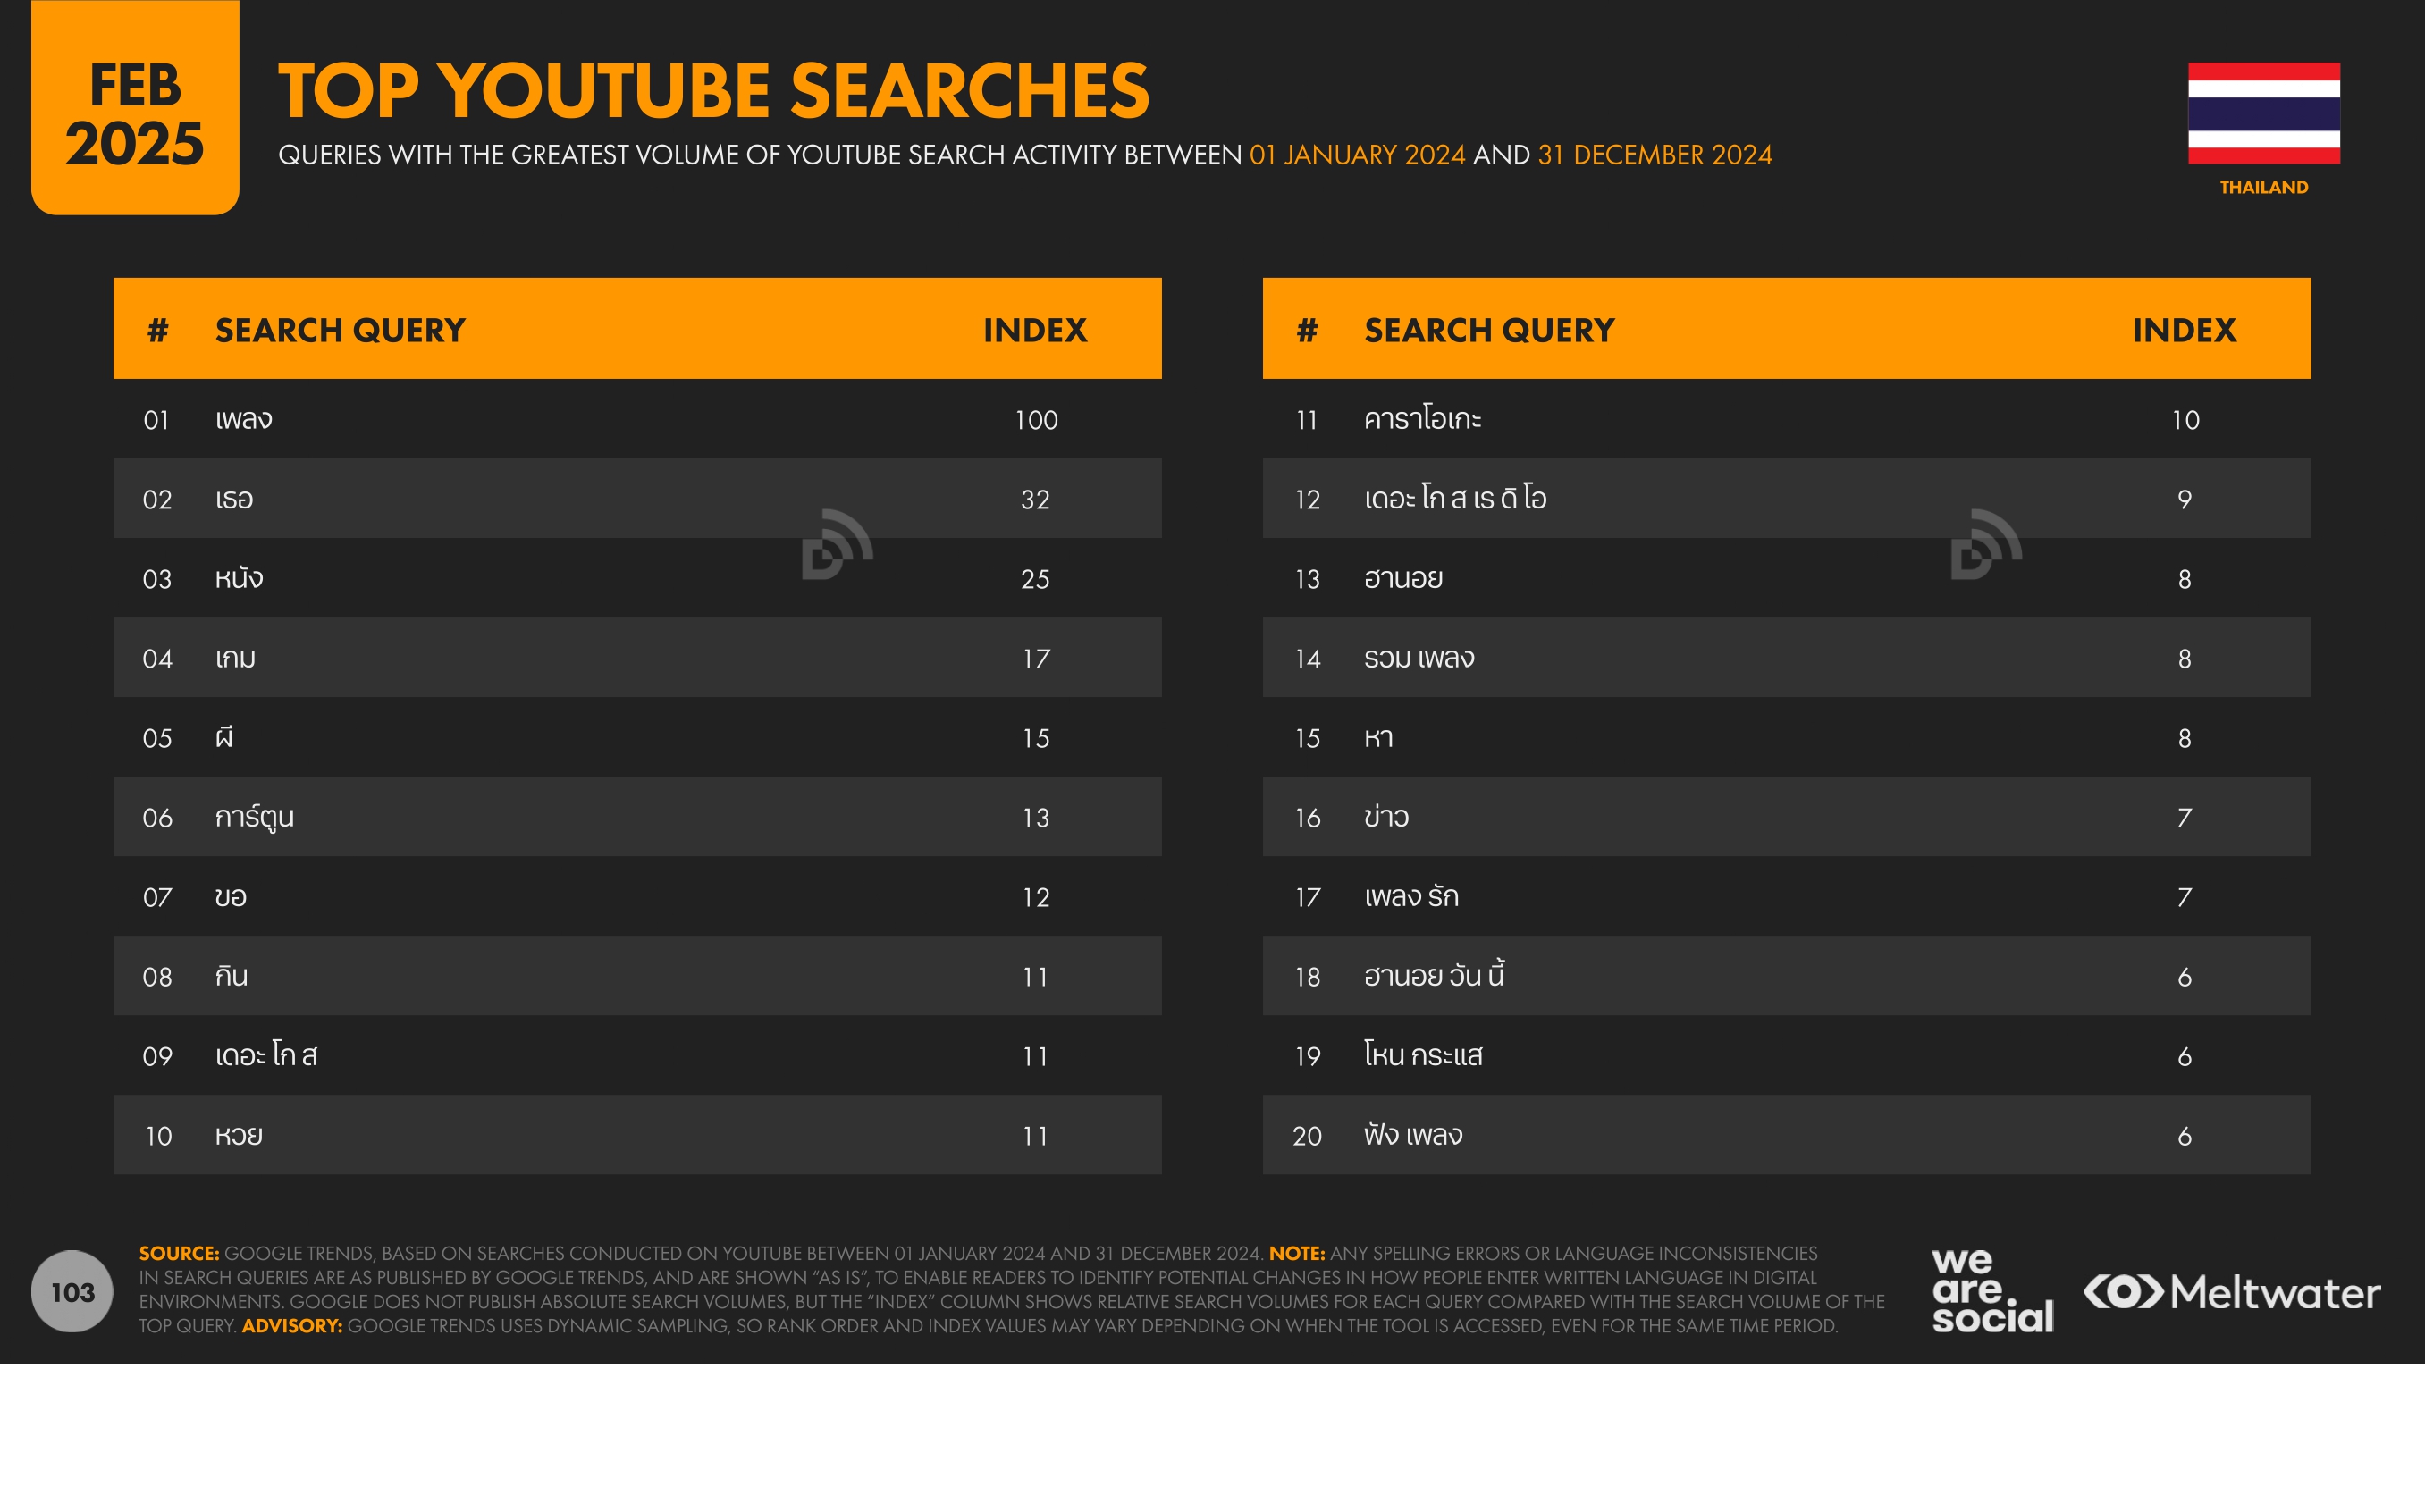 FEB
2025
TOP YOUTUBE SEARCHES
QUERIES WITH THE GREATEST VOLUME OF YOUTUBE SEARCH ACTIVITY BETWEEN 01 JANUARY 2024 AND 31 DECEMBER 2024
THAILAND
# SEARCH QUERY INDEX
01 เพลง 100
02 เธอ 32
03 หนัง 25
04 เกม 17
05 ผี 15
06 การ์ตูน 13
07 ขอ 12
08 กิน 11
09 เดอะ โก ส 11
10 หวย 11
# SEARCH QUERY INDEX
11 คาราโอเกะ 10
12 เดอะ โก ส เร ดิ โอ 9
13 ฮานอย 8
14 รวม เพลง 8
15 หา 8
16 ข่าว 7
17 เพลง รัก 7
18 ฮานอย วัน นี้ 6
19 โหน กระแส 6
20 ฟัง เพลง 6
103
SOURCE: GOOGLE TRENDS, BASED ON SEARCHES CONDUCTED ON YOUTUBE BETWEEN 01 JANUARY 2024 AND 31 DECEMBER 2024. NOTE: ANY SPELLING ERRORS OR LANGUAGE INCONSISTENCIES
IN SEARCH QUERIES ARE AS PUBLISHED BY GOOGLE TRENDS, AND ARE SHOWN “AS IS”, TO ENABLE READERS TO IDENTIFY POTENTIAL CHANGES IN HOW PEOPLE ENTER WRITTEN LANGUAGE IN DIGITAL
ENVIRONMENTS. GOOGLE DOES NOT PUBLISH ABSOLUTE SEARCH VOLUMES, BUT THE “INDEX” COLUMN SHOWS RELATIVE SEARCH VOLUMES FOR EACH QUERY COMPARED WITH THE SEARCH VOLUME OF THE
TOP QUERY. ADVISORY: GOOGLE TRENDS USES DYNAMIC SAMPLING, SO RANK ORDER AND INDEX VALUES MAY VARY DEPENDING ON WHEN THE TOOL IS ACCESSED, EVEN FOR THE SAME TIME PERIOD.
we
are.
social
Meltwater